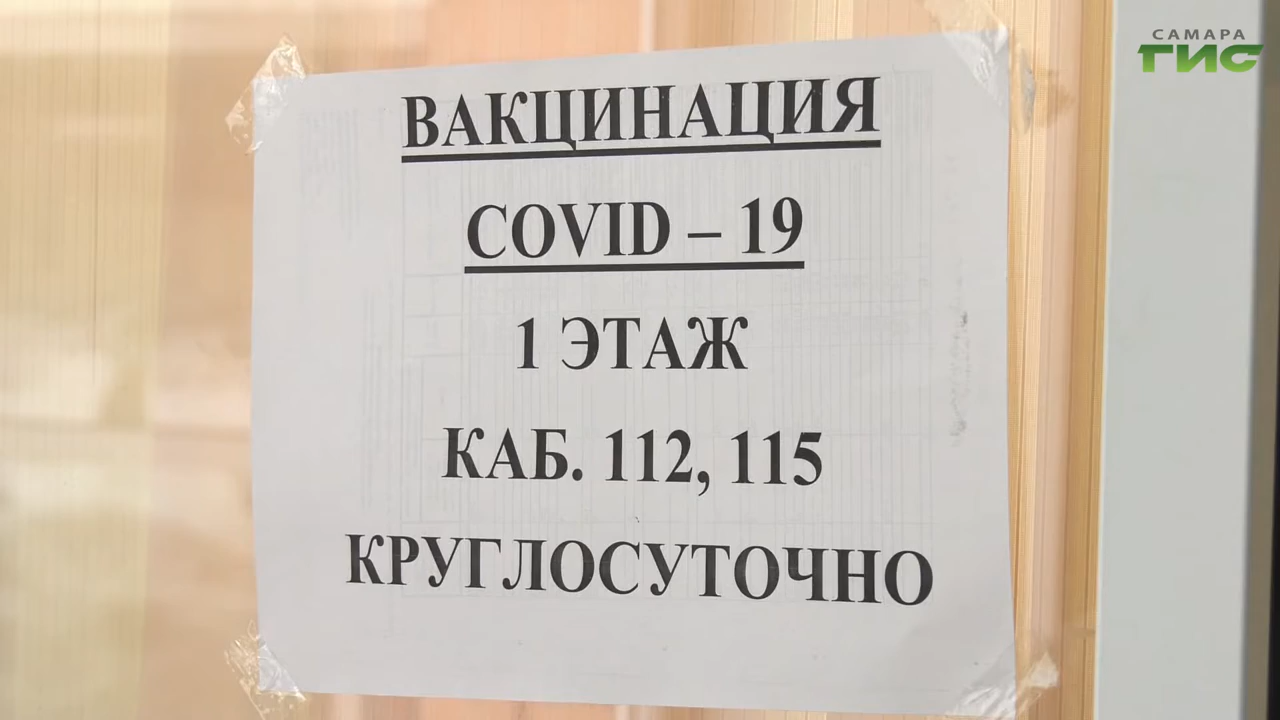 САМАРА
ГИС
ВАКЦИНАЦИЯ
COVID – 19
1 ЭТАЖ
КАБ. 112, 115
КРУГЛОСУТОЧНО